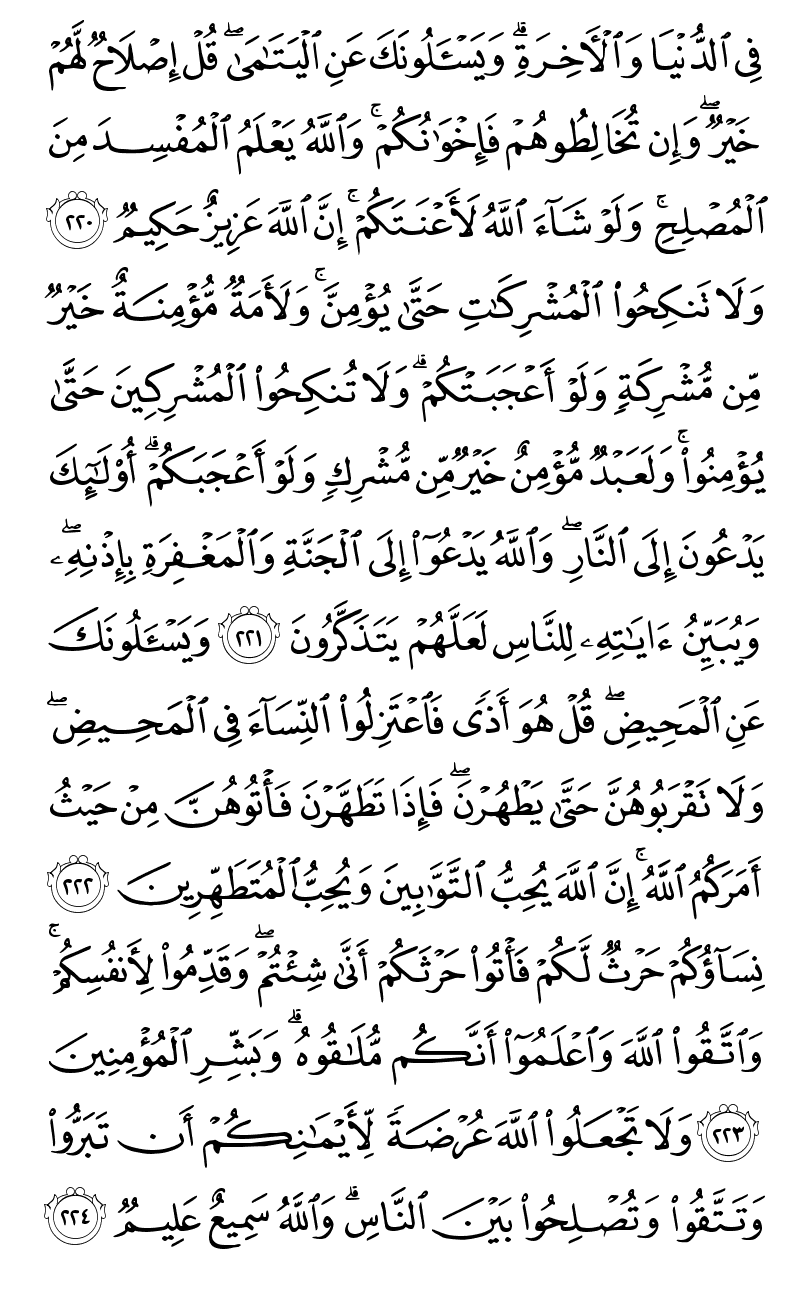 فِى ٱلدُّنْيَا وَٱلْـَٔاخِرَةِ ۗ وَيَسْـَٔلُونَكَ عَنِ ٱلْيَتَـٰمَىٰ ۖ قُلْ إِصْلَاحٌ لَّهُمْ
خَيْرٌ ۖ وَإِن تُخَالِطُوهُمْ فَإِخْوَٰنُكُمْ ۚ وَٱللَّهُ يَعْلَمُ ٱلْمُفْسِدَ مِنَ
ٱلْمُصْلِحِ ۚ وَلَوْ شَآءَ ٱللَّهُ لَأَعْنَتَكُمْ ۚ إِنَّ ٱللَّهَ عَزِيزٌ حَكِيمٌ ٢٢٠
وَلَا تَنكِحُوا۟ ٱلْمُشْرِكَـٰتِ حَتَّىٰ يُؤْمِنَّ ۚ وَلَأَمَةٌ مُّؤْمِنَةٌ خَيْرٌ
مِّن مُّشْرِكَةٍ وَلَوْ أَعْجَبَتْكُمْ ۗ وَلَا تُنكِحُوا۟ ٱلْمُشْرِكِينَ حَتَّىٰ
يُؤْمِنُوا۟ ۚ وَلَعَبْدٌ مُّؤْمِنٌ خَيْرٌ مِّن مُّشْرِكٍ وَلَوْ أَعْجَبَكُمْ ۗ أُو۟لَـٰٓئِكَ
يَدْعُونَ إِلَى ٱلنَّارِ ۖ وَٱللَّهُ يَدْعُوٓا۟ إِلَى ٱلْجَنَّةِ وَٱلْمَغْفِرَةِ بِإِذْنِهِۦ ۖ
وَيُبَيِّنُ ءَايَـٰتِهِۦ لِلنَّاسِ لَعَلَّهُمْ يَتَذَكَّرُونَ ٢٢١ وَيَسْـَٔلُونَكَ
عَنِ ٱلْمَحِيضِ ۖ قُلْ هُوَ أَذًى فَٱعْتَزِلُوا۟ ٱلنِّسَآءَ فِى ٱلْمَحِيضِ ۖ
وَلَا تَقْرَبُوهُنَّ حَتَّىٰ يَطْهُرْنَ ۖ فَإِذَا تَطَهَّرْنَ فَأْتُوهُنَّ مِنْ حَيْثُ
أَمَرَكُمُ ٱللَّهُ ۚ إِنَّ ٱللَّهَ يُحِبُّ ٱلتَّوَّٰبِينَ وَيُحِبُّ ٱلْمُتَطَهِّرِينَ ٢٢٢
نِسَآؤُكُمْ حَرْثٌ لَّكُمْ فَأْتُوا۟ حَرْثَكُمْ أَنَّىٰ شِئْتُمْ ۖ وَقَدِّمُوا۟ لِأَنفُسِكُمْ ۚ
وَٱتَّقُوا۟ ٱللَّهَ وَٱعْلَمُوٓا۟ أَنَّكُم مُّلَـٰقُوهُ ۗ وَبَشِّرِ ٱلْمُؤْمِنِينَ
٢٢٣ وَلَا تَجْعَلُوا۟ ٱللَّهَ عُرْضَةً لِّأَيْمَـٰنِكُمْ أَن تَبَرُّوا۟
وَتَتَّقُوا۟ وَتُصْلِحُوا۟ بَيْنَ ٱلنَّاسِ ۗ وَٱللَّهُ سَمِيعٌ عَلِيمٌ ٢٢٤